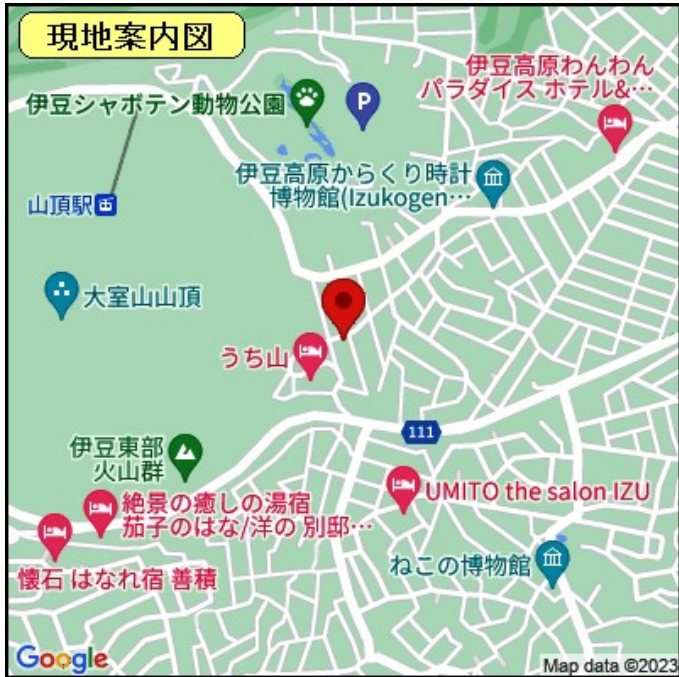 現地案内図
伊豆高原わんわん
パラダイス ホテル&…
伊豆シャボテン動物公園
P
伊豆高原からくり時計
博物館(Izukogen…
山頂駅
大室山山頂
うち山
111
伊豆東部
火山群
絶景の癒しの湯宿
茄子のはな/洋の 別邸…
UMITO the salon IZU
懐石 はなれ宿 善積
ねこの博物館
Google
Map data ©2023